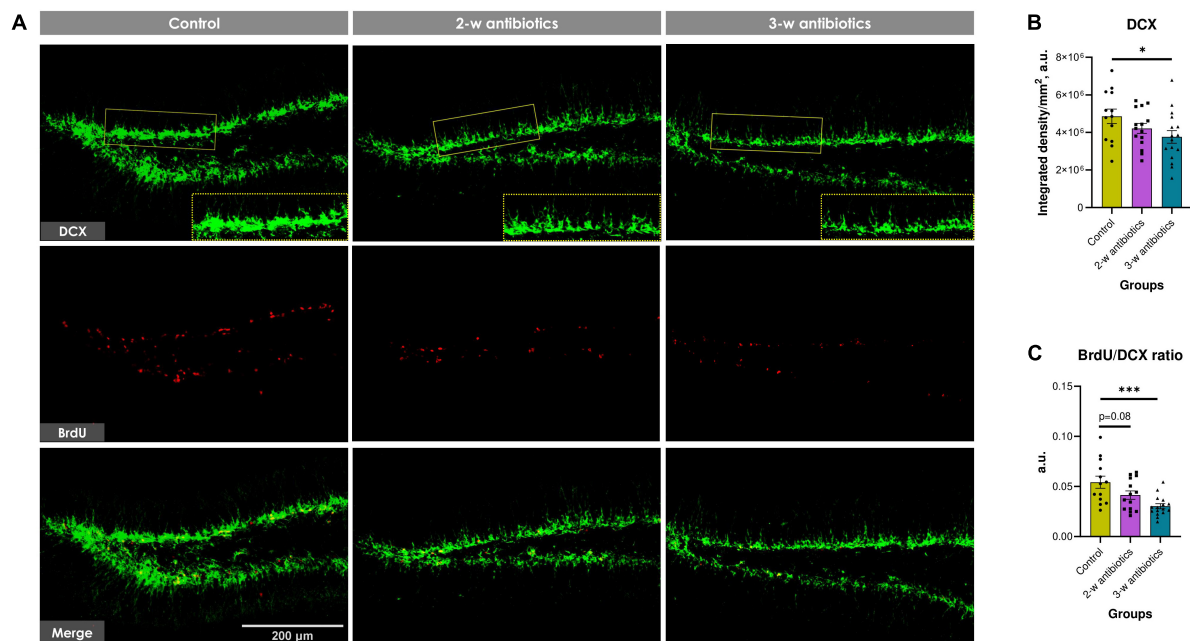 A
Control
2-w antibiotics
3-w antibiotics
DCX
BrdU
Merge
200 µm
B
DCX
*
Integrated density/mm², a.u.
8×10⁶
6×10⁶
4×10⁶
2×10⁶
0
Control
2-w antibiotics
3-w antibiotics
Groups
C
BrdU/DCX ratio
***
p=0.08
a.u.
0.15
0.10
0.05
0.00
Control
2-w antibiotics
3-w antibiotics
Groups